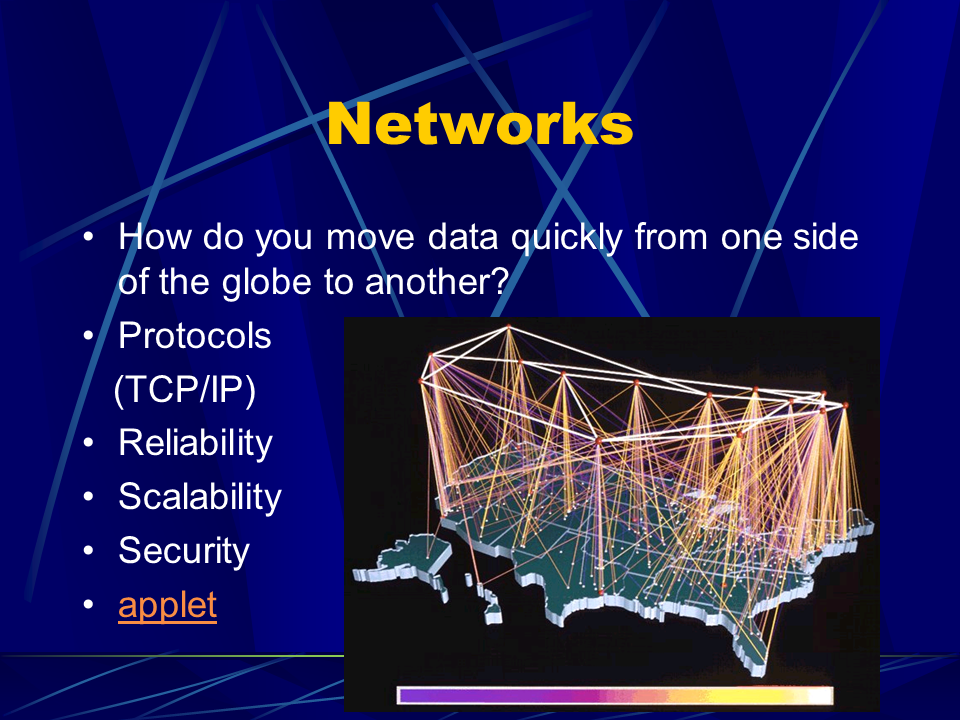 Networks
• How do you move data quickly from one side
of the globe to another?
• Protocols
(TCP/IP)
• Reliability
• Scalability
• Security
• applet